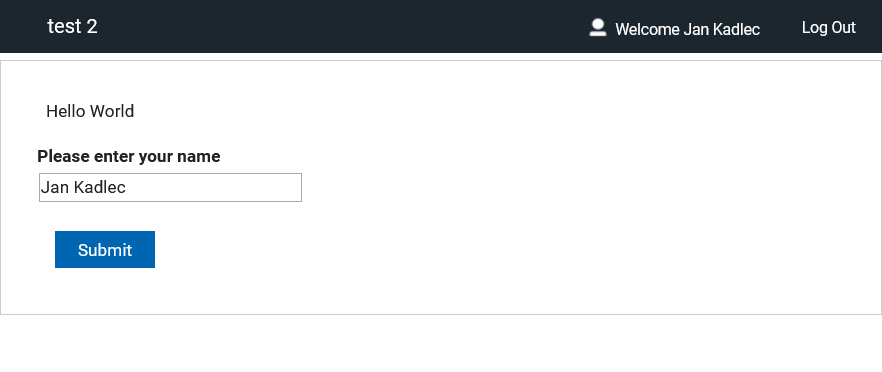 test 2
Welcome Jan Kadlec
Log Out
Hello World
Please enter your name
Jan Kadlec
Submit